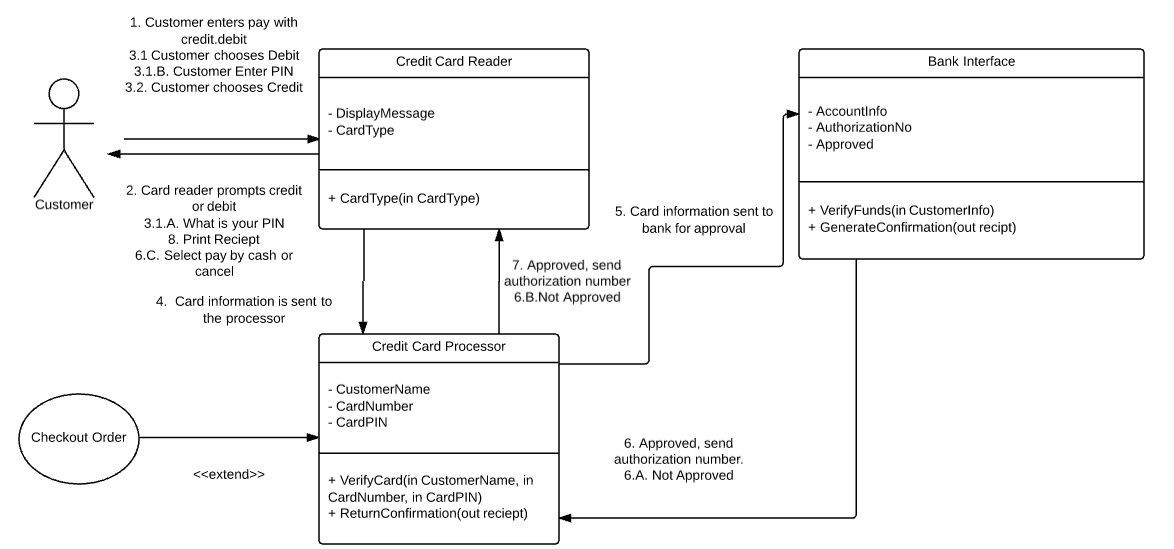 1. Customer enters pay with
credit.debit
3.1 Customer chooses Debit
3.1.B. Customer Enter PIN
3.2. Customer chooses Credit
Customer
2. Card reader prompts credit
or debit
3.1.A. What is your PIN
8. Print Reciept
6.C. Select pay by cash or
cancel
Credit Card Reader
- DisplayMessage
- CardType
+ CardType(in CardType)
Bank Interface
- AccountInfo
- AuthorizationNo
- Approved
+ VerifyFunds(in CustomerInfo)
+ GenerateConfirmation(out recipt)
5. Card information sent to
bank for approval
7. Approved, send
authorization number
6.B.Not Approved
4. Card information is sent to
the processor
Credit Card Processor
- CustomerName
- CardNumber
- CardPIN
+ VerifyCard(in CustomerName, in
CardNumber, in CardPIN)
+ ReturnConfirmation(out reciept)
Checkout Order
<<extend>>
6. Approved, send
authorization number.
6.A. Not Approved